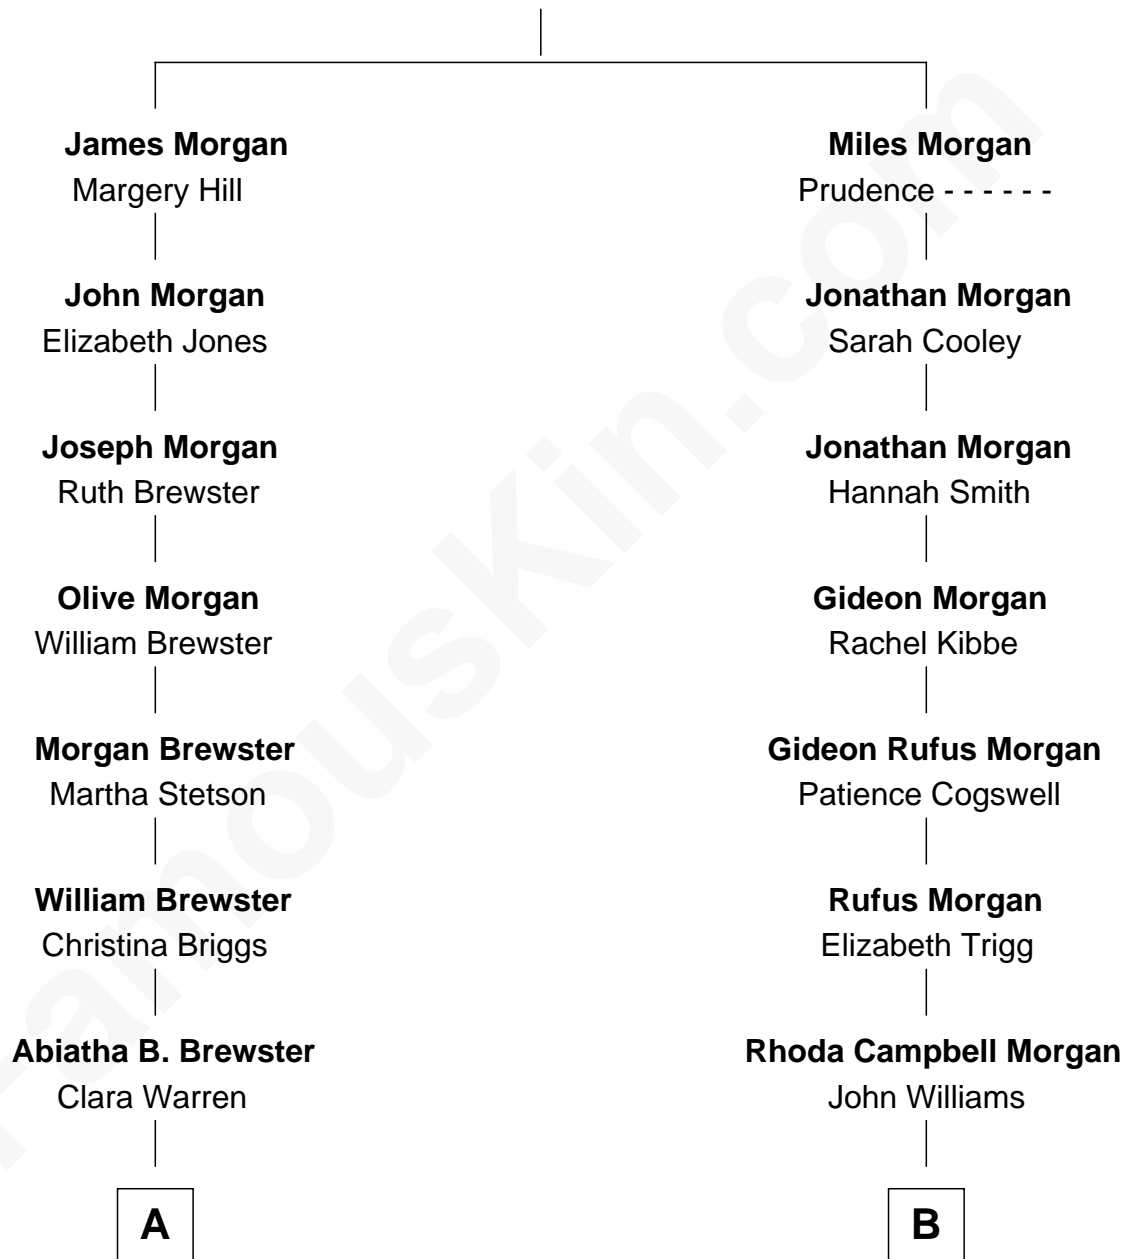 James Morgan
Margery Hill
John Morgan
Elizabeth Jones
Joseph Morgan
Ruth Brewster
Olive Morgan
William Brewster
Morgan Brewster
Martha Stetson
William Brewster
Christina Briggs
Abiatha B. Brewster
Clara Warren
A
Miles Morgan
Prudence - - - - - -
Jonathan Morgan
Sarah Cooley
Jonathan Morgan
Hannah Smith
Gideon Morgan
Rachel Kibbe
Gideon Rufus Morgan
Patience Cogswell
Rufus Morgan
Elizabeth Trigg
Rhoda Campbell Morgan
John Williams
B
FamousKin.com